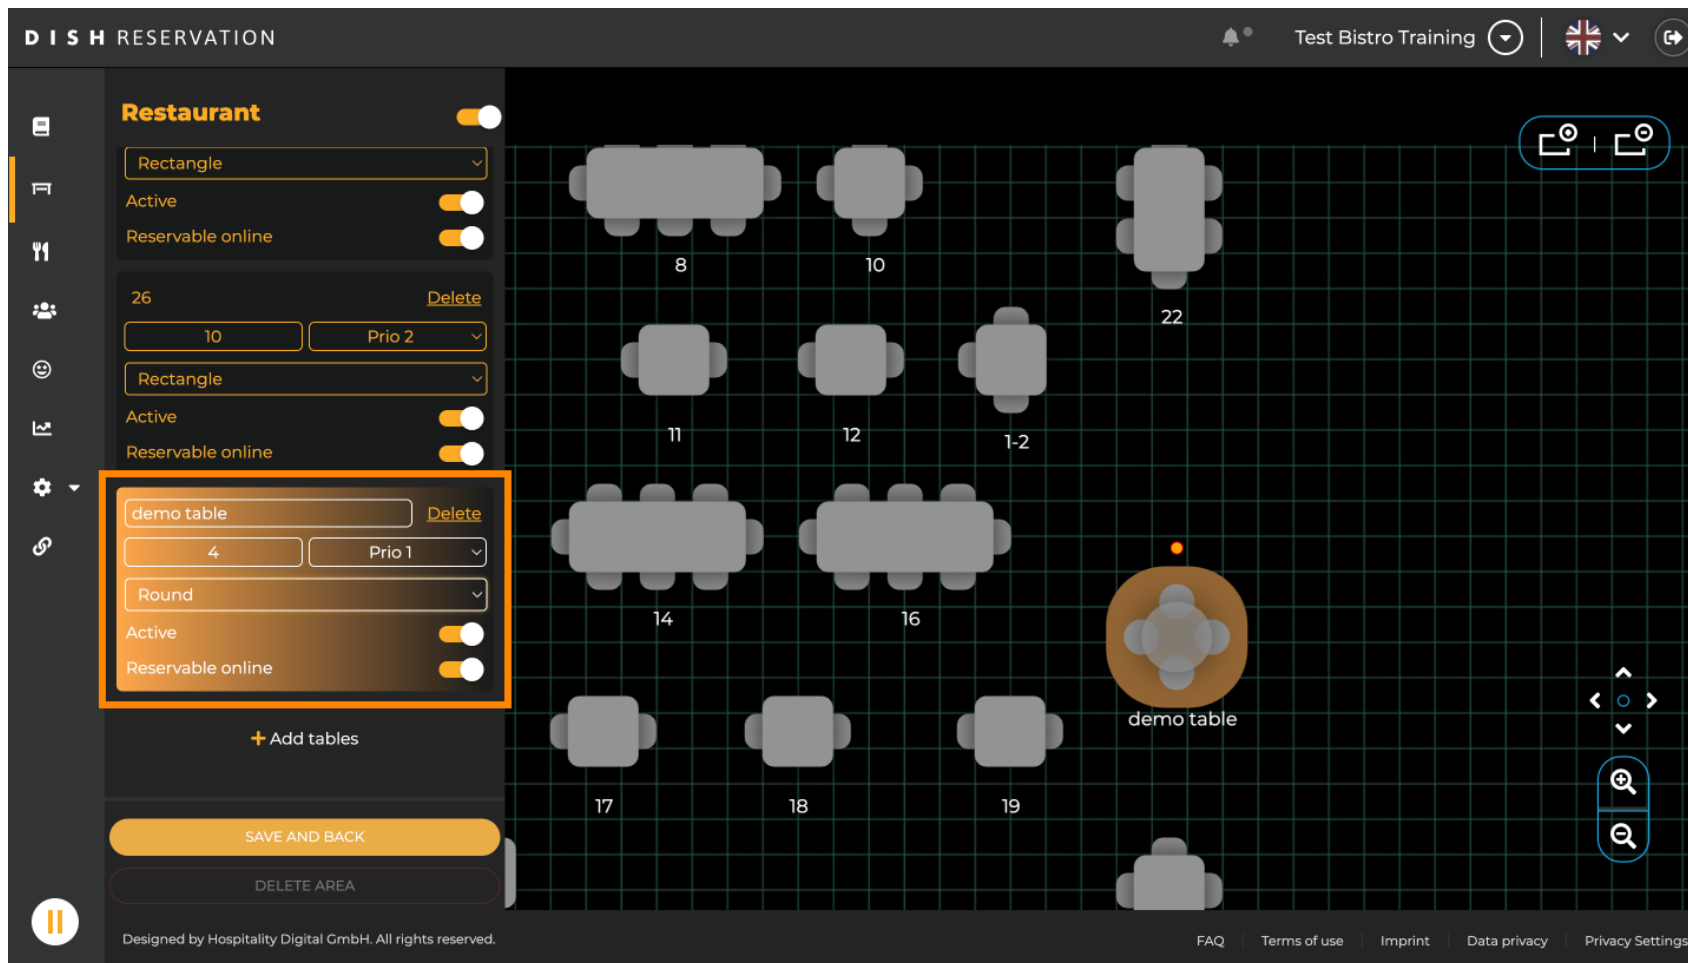 DISH RESERVATION
Test Bistro Training
Restaurant
Rectangle
Active
Reservable online
26 Delete
10 Prio 2
Rectangle
Active
Reservable online
demo table Delete
4 Prio 1
Round
Active
Reservable online
+ Add tables
SAVE AND BACK
DELETE AREA
8 10
22
11 12 1-2
14 16
demo table
17 18 19
Designed by Hospitality Digital GmbH. All rights reserved.
FAQ Terms of use Imprint Data privacy Privacy Settings